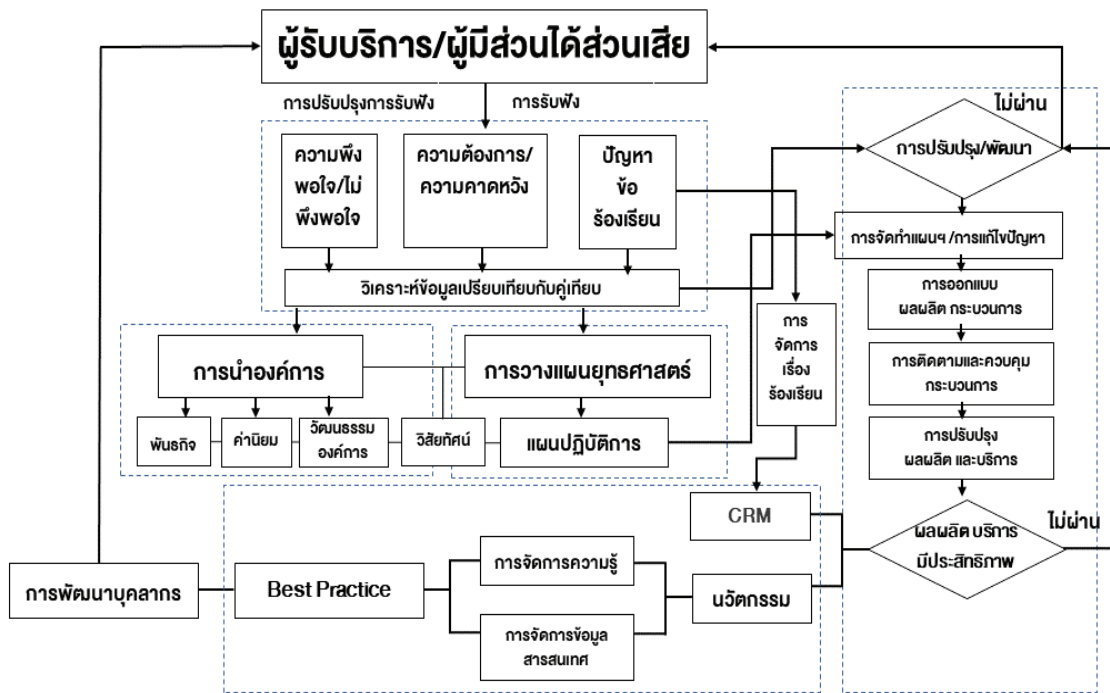 ผู้รับบริการ/ผู้มีส่วนได้ส่วนเสีย
การปรับปรุงการรับฟัง
การรับฟัง
ความพึง
พอใจ/ไม่
พึงพอใจ
ความต้องการ/
ความคาดหวัง
ปัญหา
ข้อ
ร้องเรียน
วิเคราะห์ข้อมูลเปรียบเทียบกับคู่เทียบ
การนำองค์การ
พันธกิจ
ค่านิยม
วัฒนธรรม
องค์การ
วิสัยทัศน์
การวางแผนยุทธศาสตร์
แผนปฏิบัติการ
การ
จัดการ
เรื่อง
ร้องเรียน
ไม่ผ่าน
การปรับปรุง/พัฒนา
การจัดทำแผนฯ/การแก้ไขปัญหา
การออกแบบ
ผลผลิต กระบวนการ
การติดตามและควบคุม
กระบวนการ
การปรับปรุง
ผลผลิต และบริการ
ผลผลิต บริการ
มีประสิทธิภาพ
ไม่ผ่าน
CRM
นวัตกรรม
การจัดการความรู้
การจัดการข้อมูล
สารสนเทศ
Best Practice
การพัฒนาบุคลากร